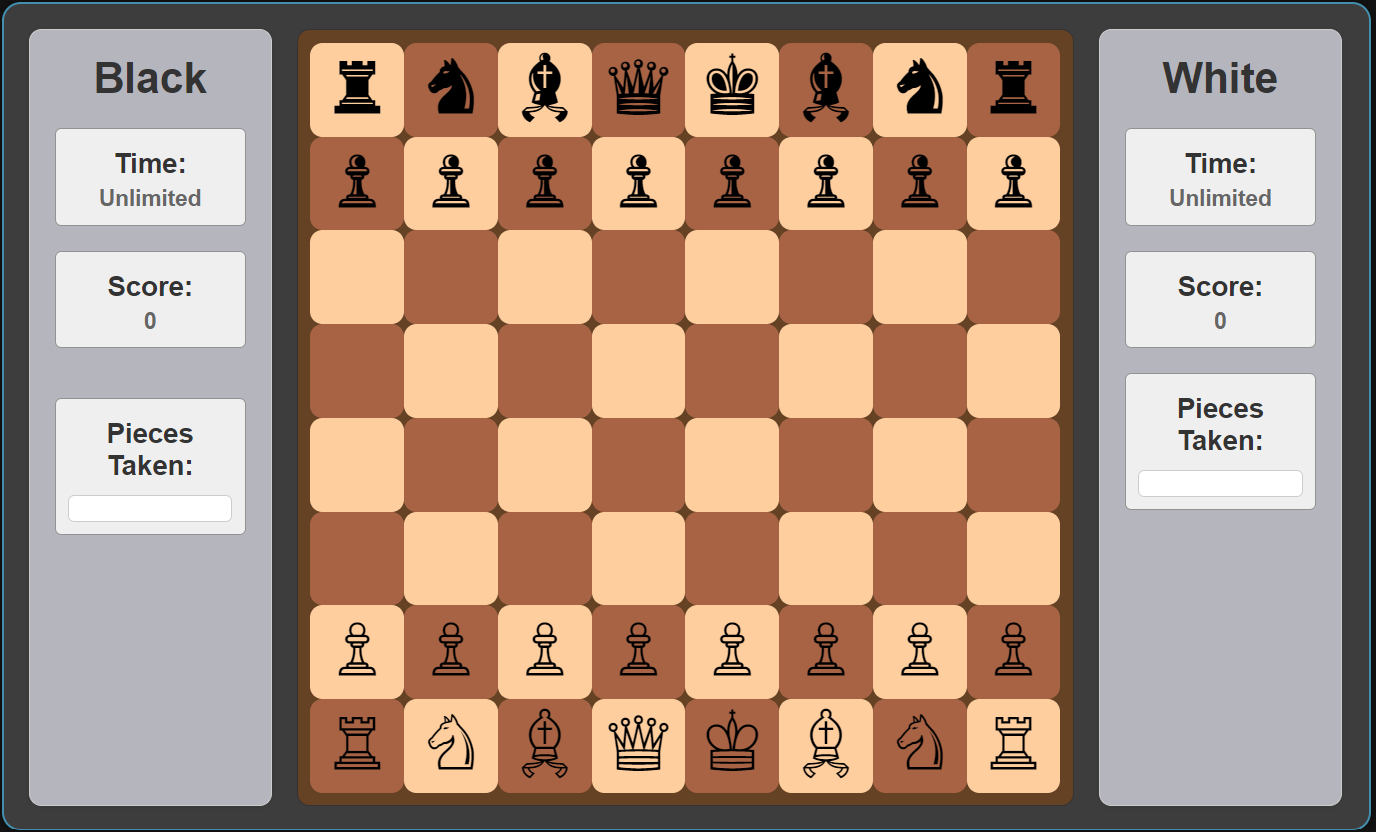 Black
Time:
Unlimited
Score:
0
Pieces
Taken:
White
Time:
Unlimited
Score:
0
Pieces
Taken: